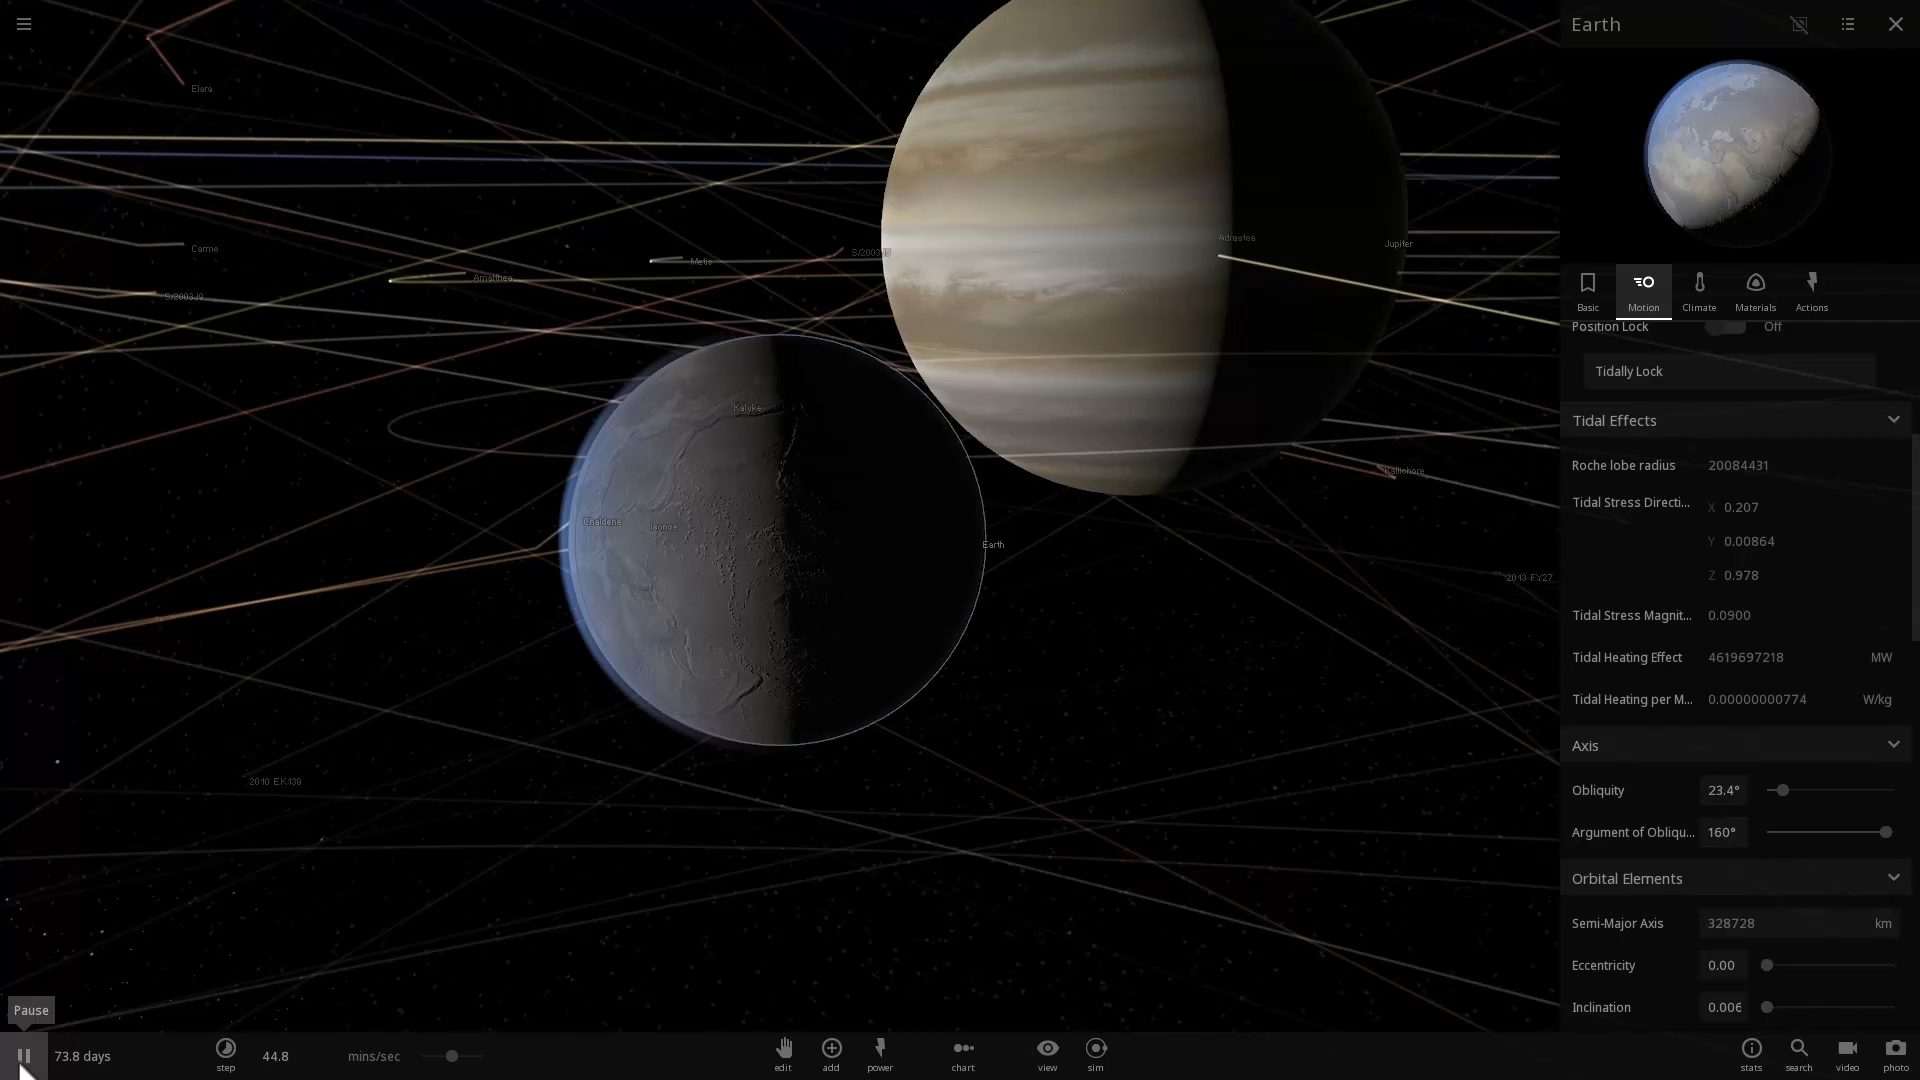 Earth
Elara
Carme
Amalthea
Metis
S/2003J5
Adrastea
Jupiter
S/2003J9
Kalyke
Kallichore
Chaldene
Isonoe
Earth
2013 FY27
2010 EK139
Basic
Motion
Climate
Materials
Actions
Position Lock Off
Tidally Lock
Tidal Effects
Roche lobe radius 20084431
Tidal Stress Directi... X 0.207
Y 0.00864
Z 0.978
Tidal Stress Magnit... 0.0900
Tidal Heating Effect 4619697218 MW
Tidal Heating per M... 0.00000000774 W/kg
Axis
Obliquity 23.4°
Argument of Obliqu... 160°
Orbital Elements
Semi-Major Axis 328728 km
Eccentricity 0.00
Inclination 0.006
Pause
73.8 days
step
44.8 mins/sec
edit
add
power
chart
view
sim
stats
search
video
photo